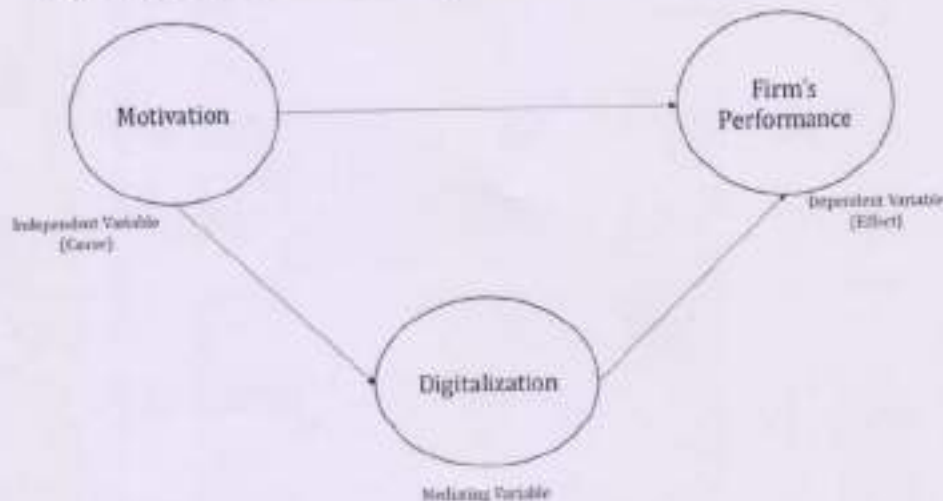 Motivation
Firm's
Performance
Independent Variable
(Cause)
Dependent Variable
(Effect)
Digitalization
Mediating Variable